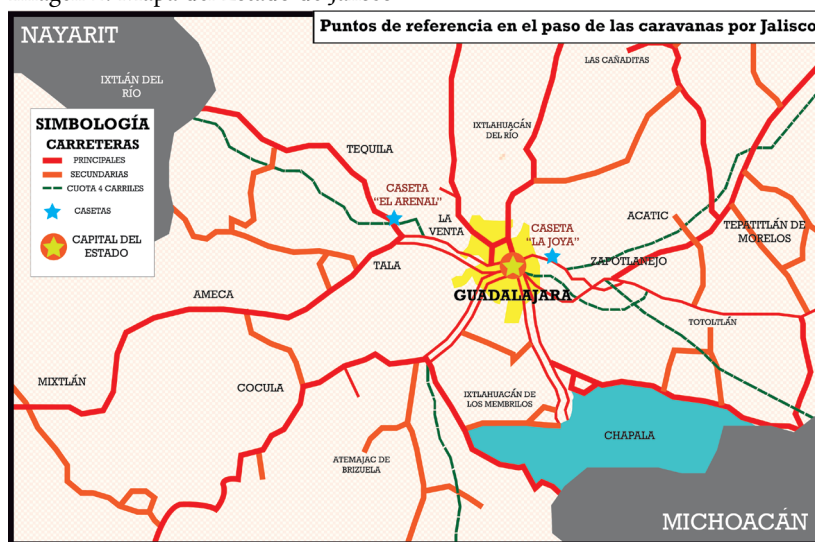 Puntos de referencia en el paso de las caravanas por Jalisco
NAYARIT
IXTLÁN DEL
RÍO
LAS CAÑADITAS
SIMBOLOGÍA
CARRETERAS
PRINCIPALES
SECUNDARIAS
CUOTA 4 CARRILES
CASETAS
CAPITAL DEL
ESTADO
IXTLAHUACÁN
DEL RÍO
TEQUILA
CASETA
"EL ARENAL"
LA
VENTA
CASETA
"LA JOYA"
ACATIC
TEPATITLÁN DE
MORELOS
ZAPOTLANEJO
TALA
GUADALAJARA
AMECA
TOTOLTLÁN
MIXTLÁN
COCULA
IXTLAHUACÁN DE
LOS MEMBRILOS
CHAPALA
ATEMAJAC DE
BRIZUELA
MICHOACÁN